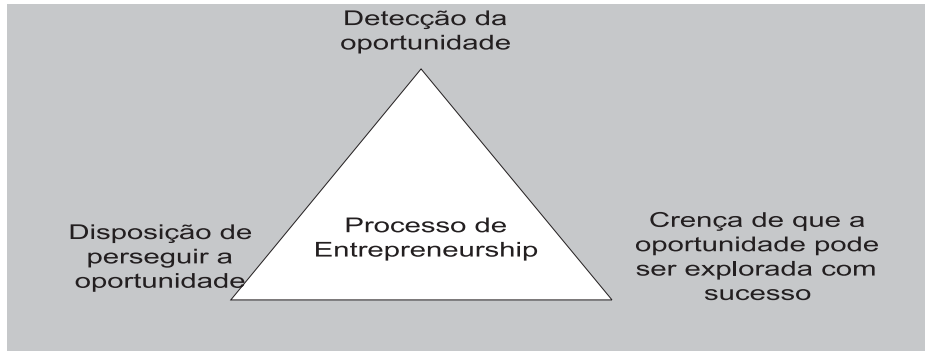 Detecção da
oportunidade
Disposição de
perseguir a
oportunidade
Processo de
Entrepreneurship
Crença de que a
oportunidade pode
ser explorada com
sucesso